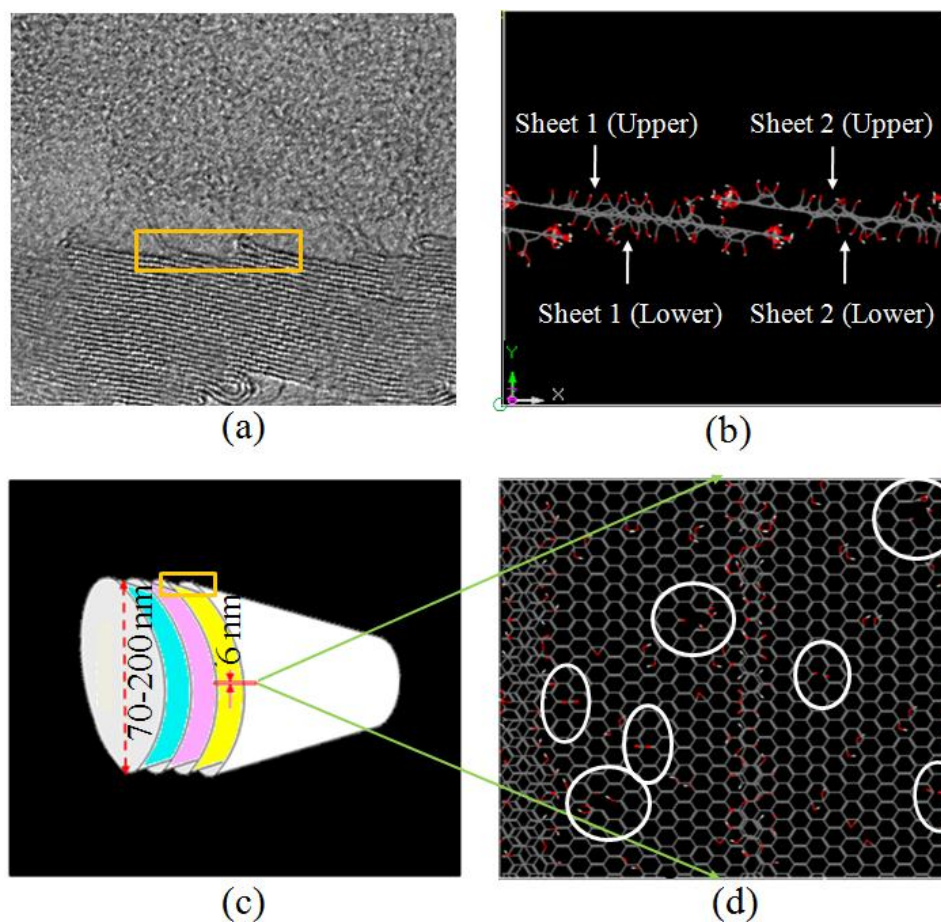 Sheet 1 (Upper)
Sheet 2 (Upper)
Sheet 1 (Lower)
Sheet 2 (Lower)
Y
X
(a)
(b)
70-200nm
6 nm
(c)
(d)